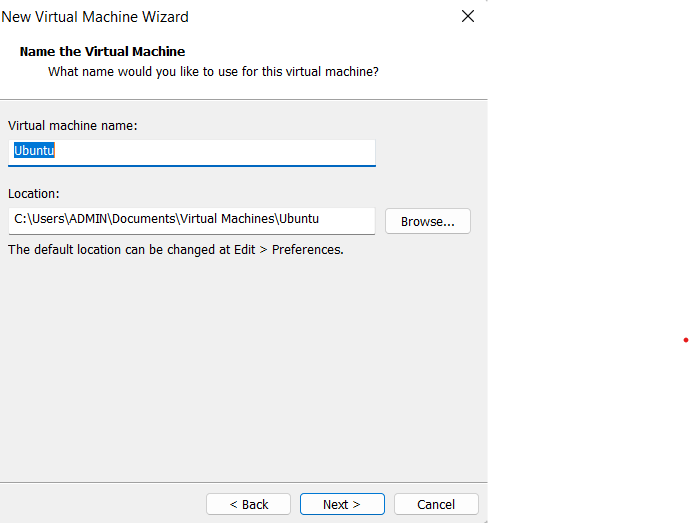 New Virtual Machine Wizard
Name the Virtual Machine
What name would you like to use for this virtual machine?
Virtual machine name:
Ubuntu
Location:
C:\Users\ADMIN\Documents\Virtual Machines\Ubuntu
Browse...
The default location can be changed at Edit > Preferences.
< Back
Next >
Cancel